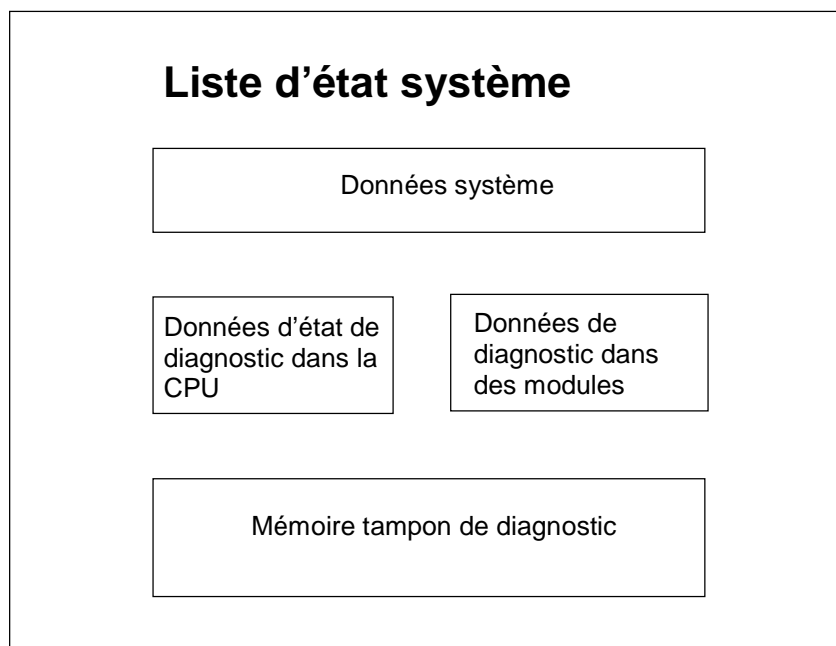 Liste d’état système
Données système
Données d’état de
diagnostic dans la
CPU
Données de
diagnostic dans
des modules
Mémoire tampon de diagnostic